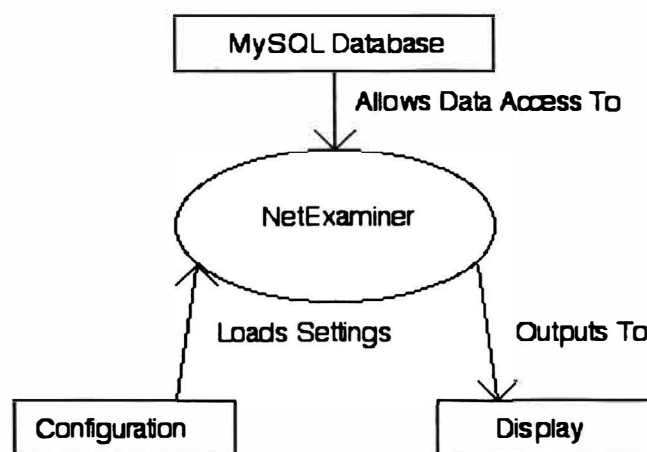 MySQL Database
Allows Data Access To
NetExaminer
Loads Settings
Outputs To
Configuration
Display